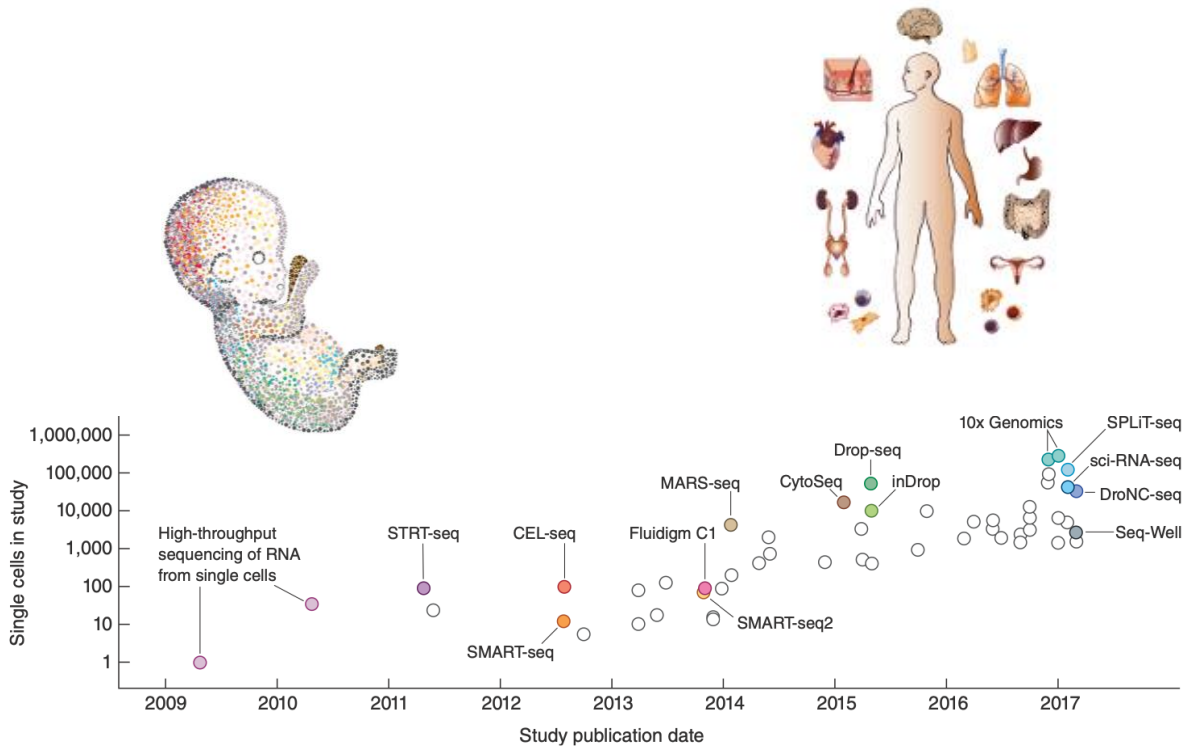 1,000,000
100,000
10,000
1,000
100
10
1
Single cells in study
High-throughput
sequencing of RNA
from single cells
STRT-seq
CEL-seq
SMART-seq
Fluidigm C1
SMART-seq2
MARS-seq
CytoSeq
Drop-seq
inDrop
10x Genomics
SPLiT-seq
sci-RNA-seq
DroNC-seq
Seq-Well
2009
2010
2011
2012
2013
2014
2015
2016
2017
Study publication date